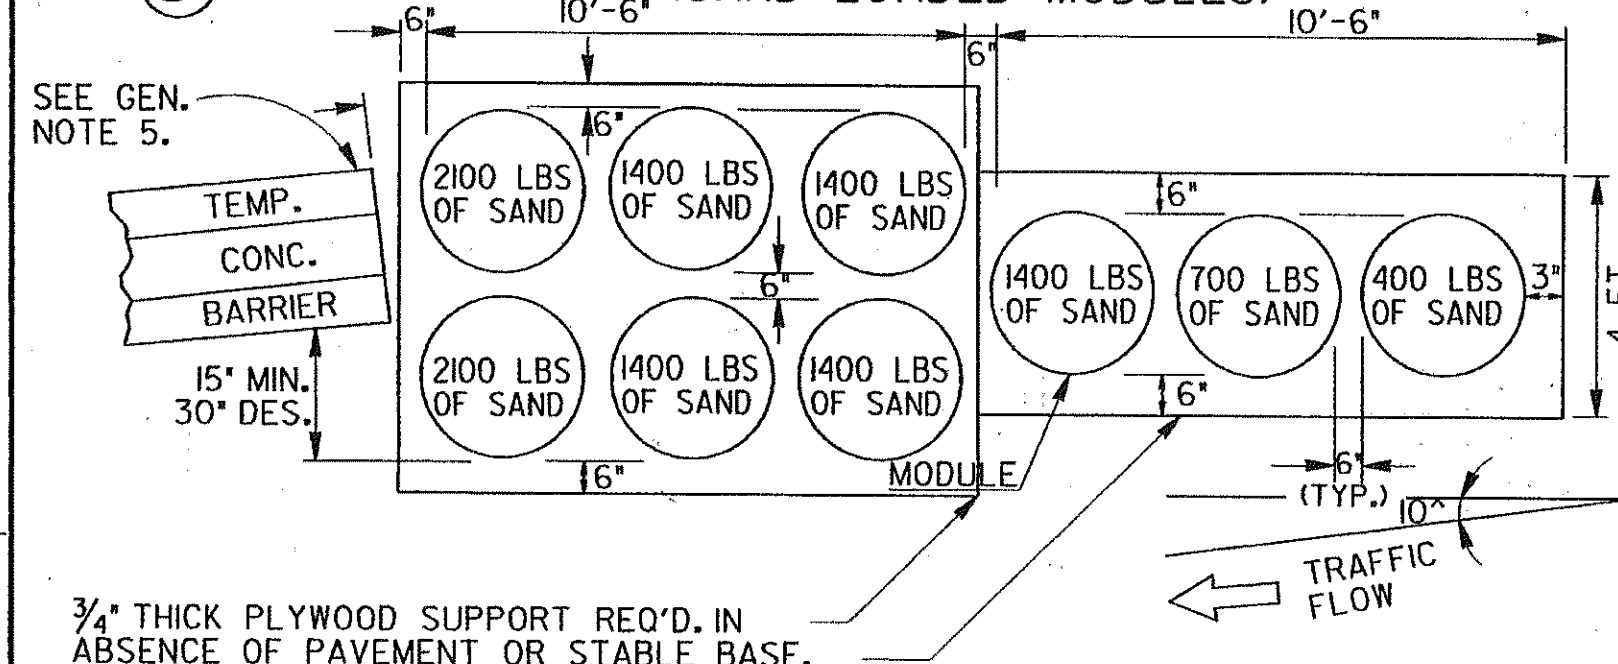 6" 10'-6" 10'-6"
6"
SEE GEN.
NOTE 5.
6"
2100 LBS
OF SAND
1400 LBS
OF SAND
1400 LBS
OF SAND
TEMP.
CONC.
BARRIER
6"
6"
1400 LBS
OF SAND
700 LBS
OF SAND
400 LBS
OF SAND
3"
15" MIN.
30" DES.
2100 LBS
OF SAND
1400 LBS
OF SAND
1400 LBS
OF SAND
6"
6"
MODULE
6"
(TYP.)
10^
TRAFFIC
FLOW
3/4" THICK PLYWOOD SUPPORT REQ'D. IN
ABSENCE OF PAVEMENT OR STABLE BASE.